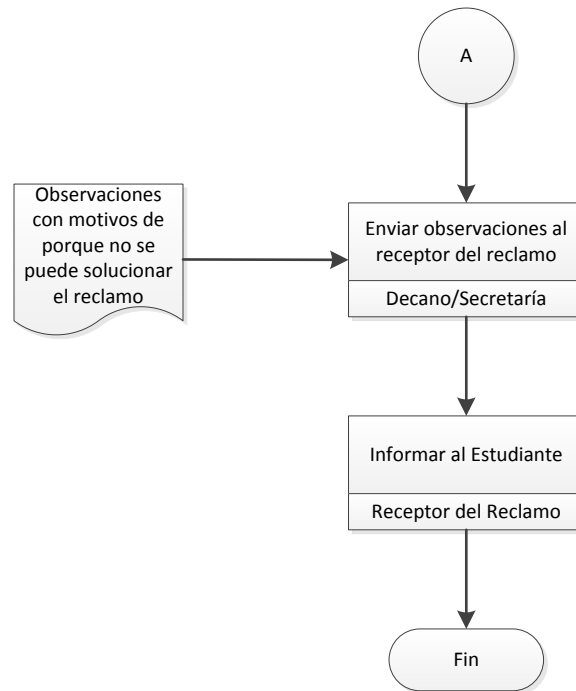 A
Observaciones
con motivos de
porque no se
puede solucionar
el reclamo
Enviar observaciones al
receptor del reclamo
Decano/Secretaría
Informar al Estudiante
Receptor del Reclamo
Fin